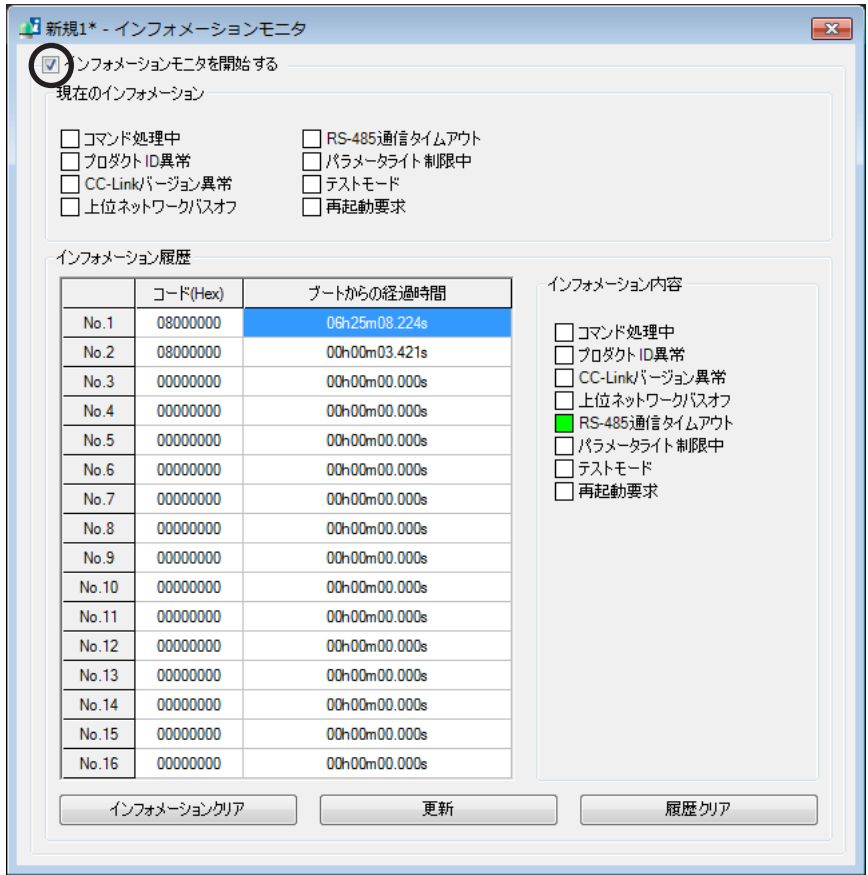 新規1* - インフォメーションモニタ
インフォメーションモニタを開始する
現在のインフォメーション
コマンド処理中 RS-485通信タイムアウト
プロダクトID異常 パラメータライト制限中
CC-Linkバージョン異常 テストモード
上位ネットワークバスオフ 再起動要求
インフォメーション履歴
コード(Hex) ブートからの経過時間
No.1 08000000 06h25m08.224s
No.2 08000000 00h00m03.421s
No.3 00000000 00h00m00.000s
No.4 00000000 00h00m00.000s
No.5 00000000 00h00m00.000s
No.6 00000000 00h00m00.000s
No.7 00000000 00h00m00.000s
No.8 00000000 00h00m00.000s
No.9 00000000 00h00m00.000s
No.10 00000000 00h00m00.000s
No.11 00000000 00h00m00.000s
No.12 00000000 00h00m00.000s
No.13 00000000 00h00m00.000s
No.14 00000000 00h00m00.000s
No.15 00000000 00h00m00.000s
No.16 00000000 00h00m00.000s
インフォメーション内容
コマンド処理中
プロダクトID異常
CC-Linkバージョン異常
上位ネットワークバスオフ
RS-485通信タイムアウト
パラメータライト制限中
テストモード
再起動要求
インフォメーションクリア 更新 履歴クリア